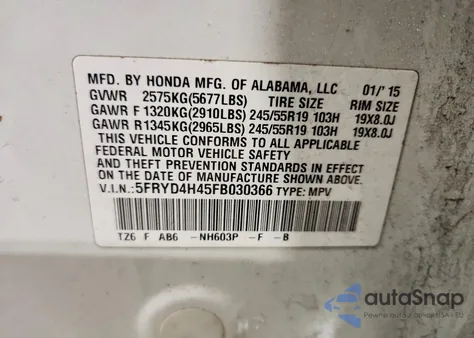 MFD. BY HONDA MFG. OF ALABAMA, LLC 01/'15
GVWR 2575KG(5677LBS) TIRE SIZE RIM SIZE
GAWR F 1320KG(2910LBS) 245/55R19 103H 19X8.0J
GAWR R1345KG(2965LBS) 245/55R19 103H 19X8.0J
THIS VEHICLE CONFORMS TO ALL APPLICABLE
FEDERAL MOTOR VEHICLE SAFETY AND
THEFT PREVENTION STANDARDS IN EFFECT
ON THE DATE OF MANUFACTURE SHOWN ABOVE.
V.I.N.: 5FRYD4H45FB030366 TYPE: MPV
TZ6 F AB6 -NH603P -F -B
autoSnap
Pewne auto